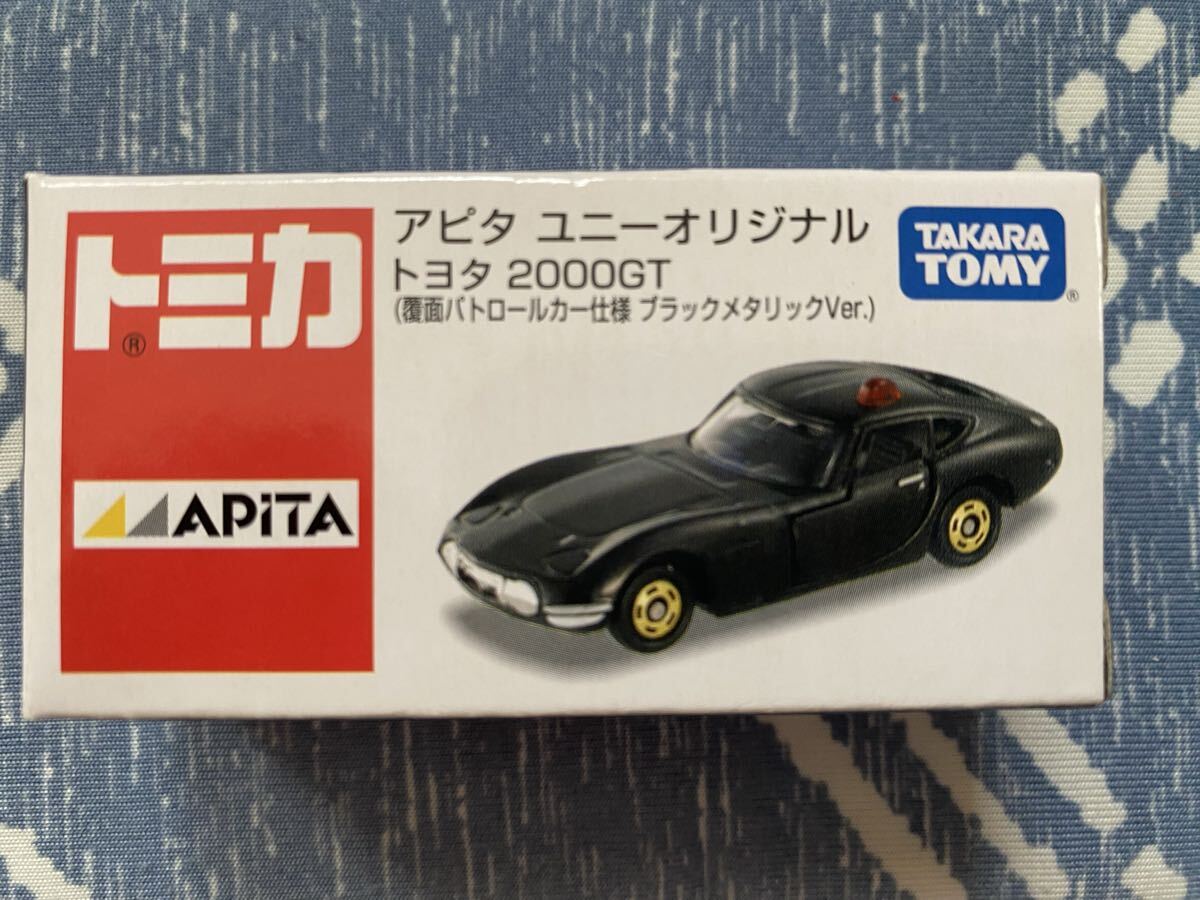 トミカ
®
APiTA
アピタ ユニーオリジナル
トヨタ 2000GT
(覆面パトロールカー仕様 ブラックメタリックVer.)
TAKARA
TOMY
®